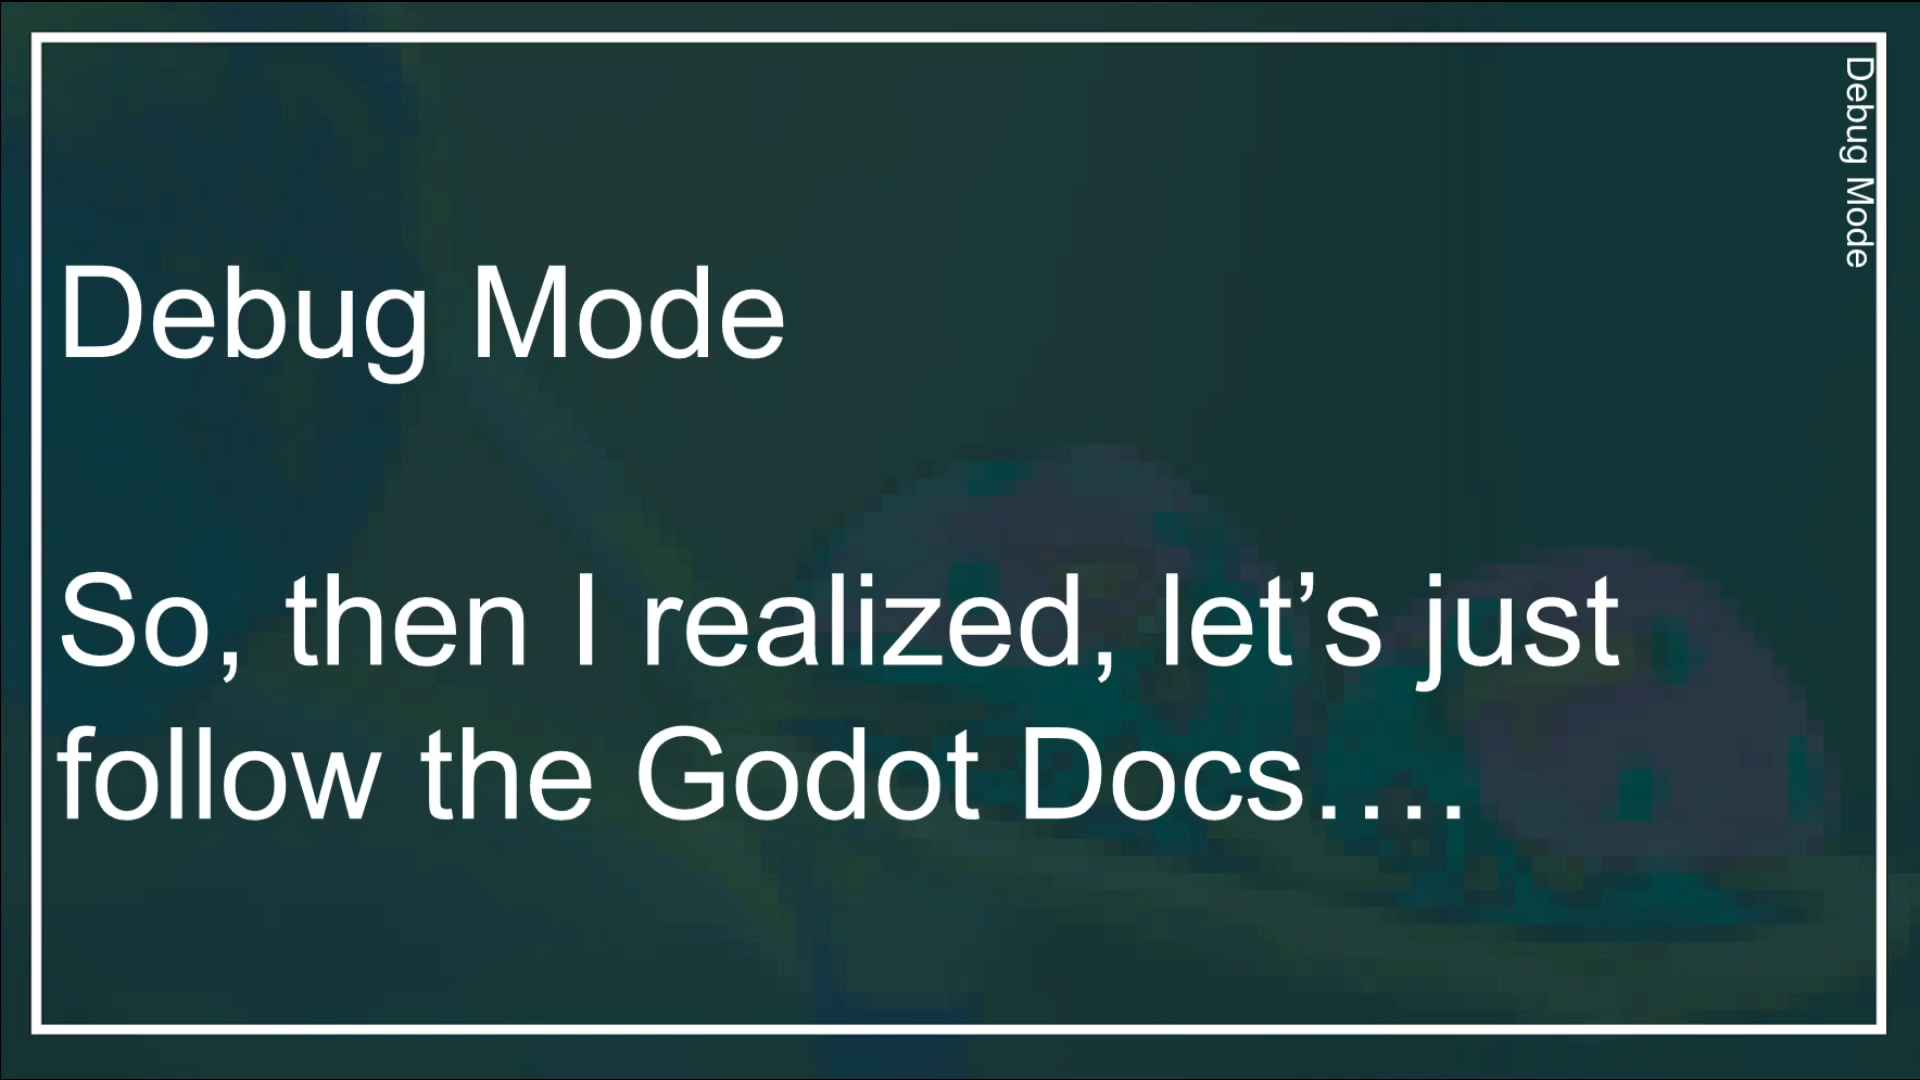 Debug Mode
Debug Mode
So, then I realized, let’s just
follow the Godot Docs….